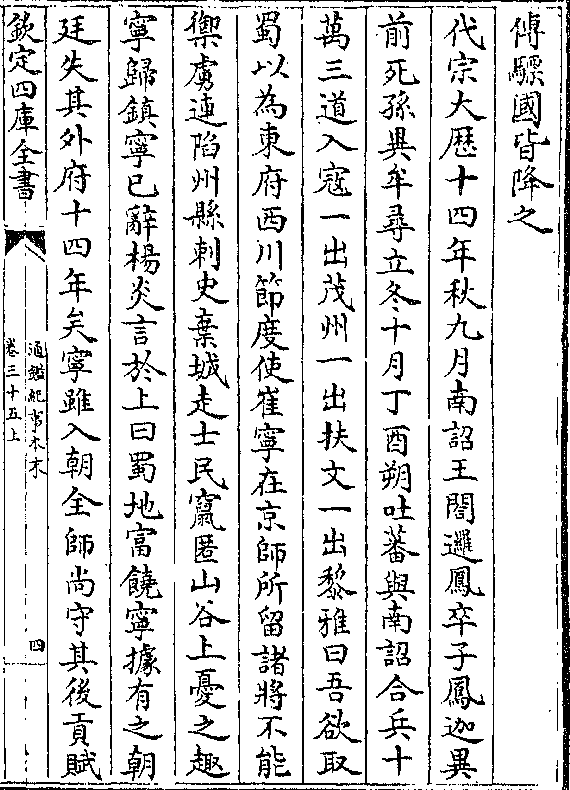 傅驃國皆降之
代宗大厯十四年秋九月南詔王閣邏鳳卒子鳳迦異
前死孫異牟尋立冬十月丁酉朔吐蕃與南詔合兵十
萬三道入寇一出茂州一出扶文一出黎雅曰吾欲取
蜀以為東府西川節度使崔寧在京師所留諸將不能
禦虜連陷州縣刺史棄城走士民竄匿山谷上憂之趣
寧歸鎮寧已辭楊炎言於上曰蜀地富饒寧據有之朝
廷失其外府十四年矣寧雖入朝全師尚守其後貢賦
欽定四庫全書
通鑑紀事本末
卷三十五上
四